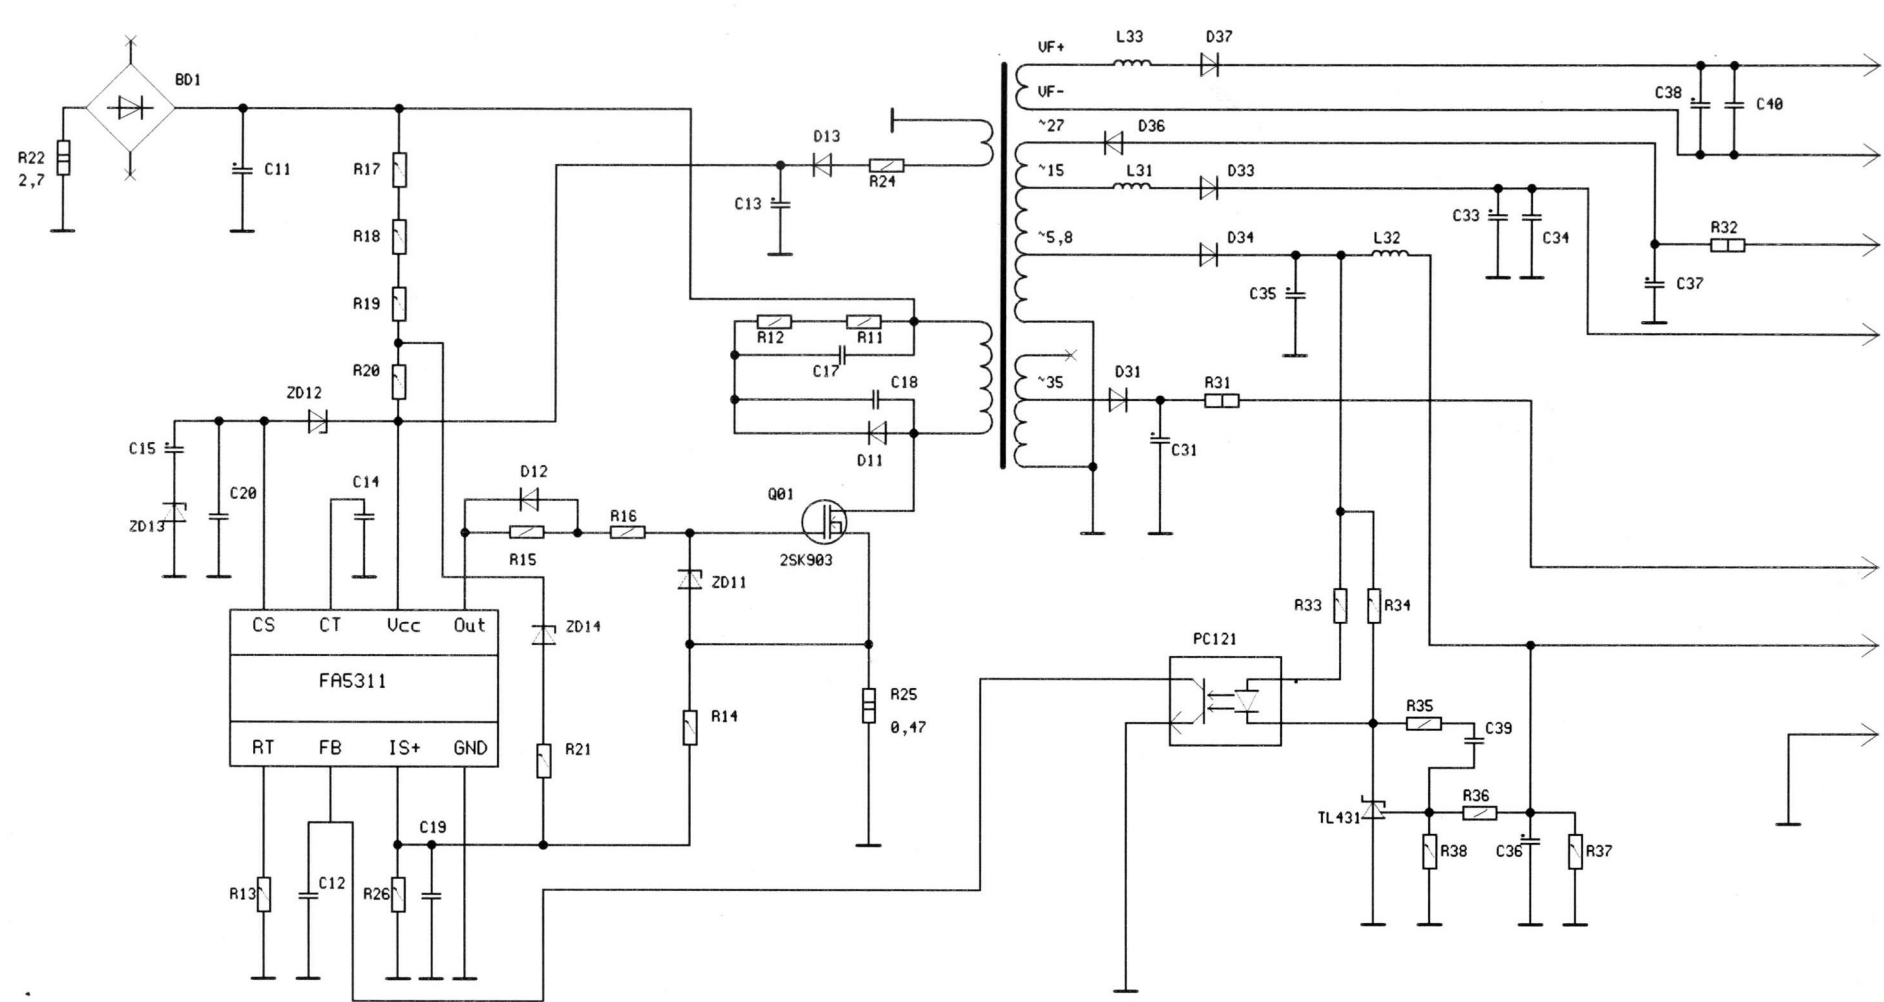 VF+
L33
D37
BD1
VF-
C38
C40
R22
2,7
C11
R17
D13
R24
~27
D36
~15
L31
D33
C13
C33
C34
R32
R18
~5,8
D34
L32
C35
C37
R19
R12
R11
C17
R20
C18
~35
D31
R31
ZD12
D11
C31
C15
C20
C14
D12
R16
Q01
ZD13
R15
2SK903
ZD11
CS
CT
Vcc
Out
ZD14
R33
R34
PC121
FA5311
R25
0,47
R14
R35
C39
RT
FB
IS+
GND
R21
R36
TL431
C19
R38
C36
R37
R13
C12
R26